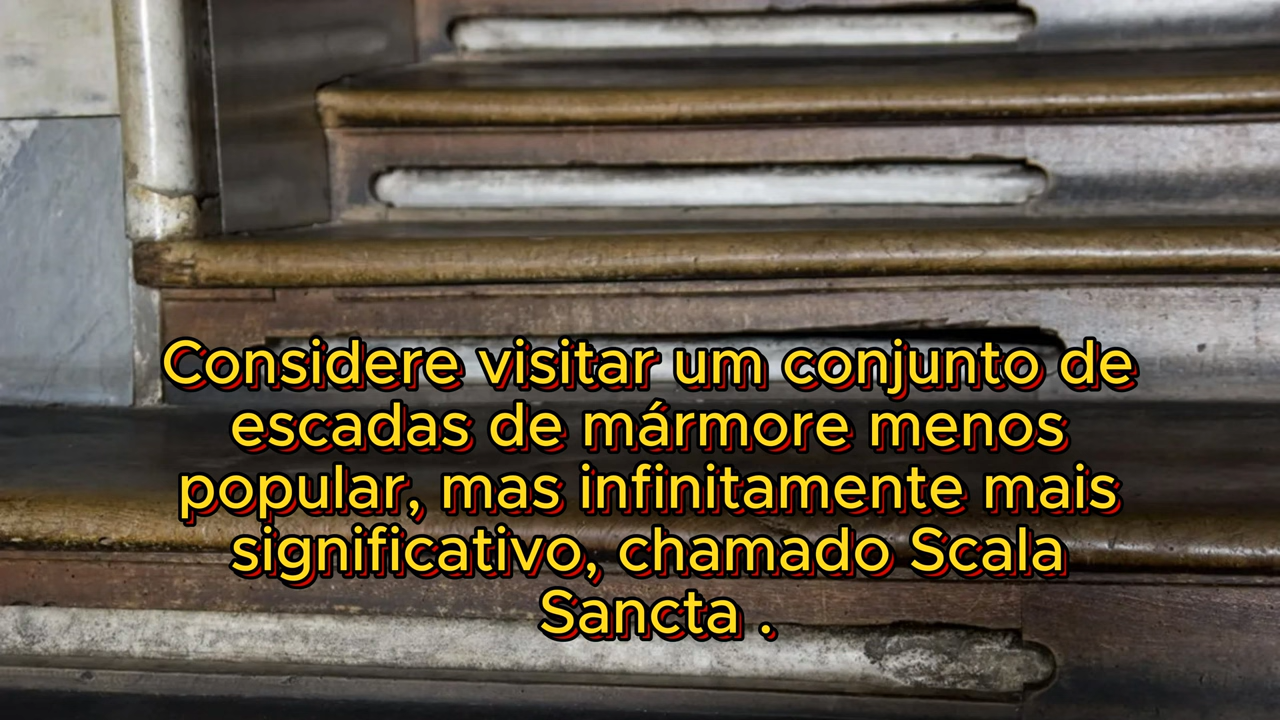 Considere visitar um conjunto de
escadas de mármore menos
popular, mas infinitamente mais
significativo, chamado Scala
Sancta .